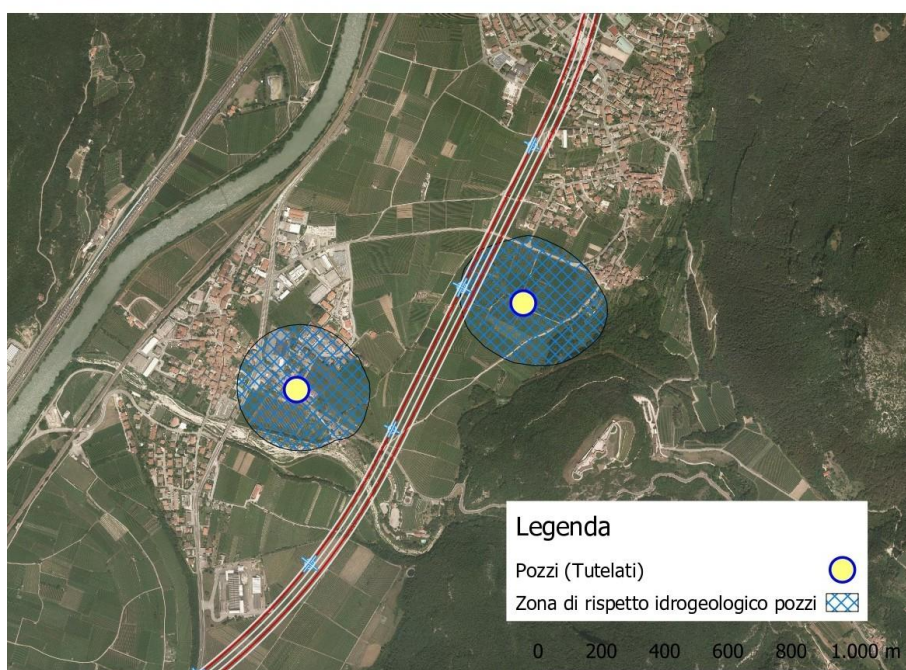 Legenda
Pozzi (Tutelati)
Zona di rispetto idrogeologico pozzi
0 200 400 600 800 1.000 m